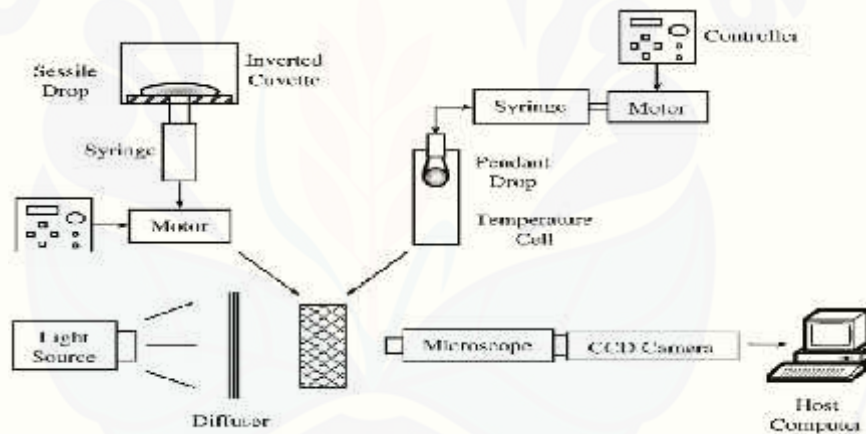 Controller
Sessile
Drop
Inverted
Cuvette
Syringe
Motor
Syringe
Pendant
Drop
Temperature
Cell
Motor
Light
Source
Microscope
CCD Camera
Diffuser
Host
Computer